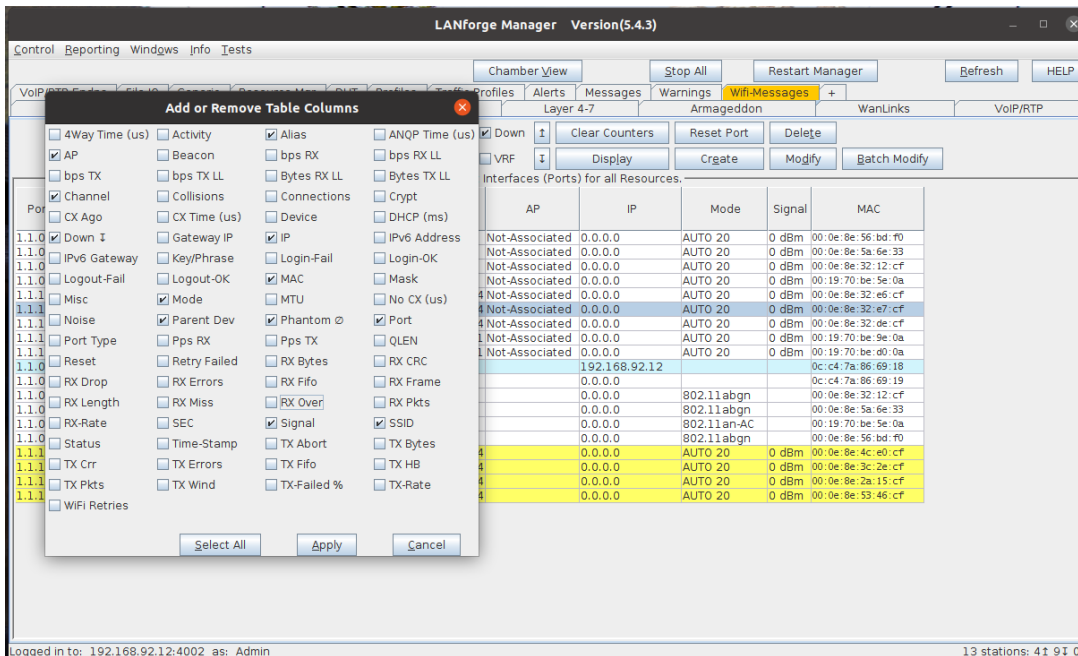 LANforge Manager Version(5.4.3)
Control Reporting Windows Info Tests
Chamber View Stop All Restart Manager Refresh HELP
Profiles Alerts Messages Warnings Wifi-Messages +
Layer 4-7 Armageddon WanLinks VoIP/RTP
Down ↥ Clear Counters Reset Port Delete
VRF ↧ Display Create Modify Batch Modify
Interfaces (Ports) for all Resources.
AP IP Mode Signal MAC
Not-Associated 0.0.0.0 AUTO 20 0 dBm 00:0e:8e:56:bd:f0
Not-Associated 0.0.0.0 AUTO 20 0 dBm 00:0e:8e:5a:6e:33
Not-Associated 0.0.0.0 AUTO 20 0 dBm 00:0e:8e:32:12:cf
Not-Associated 0.0.0.0 AUTO 20 0 dBm 00:19:70:be:5e:0a
Not-Associated 0.0.0.0 AUTO 20 0 dBm 00:0e:8e:32:e6:cf
Not-Associated 0.0.0.0 AUTO 20 0 dBm 00:0e:8e:32:e7:cf
Not-Associated 0.0.0.0 AUTO 20 0 dBm 00:0e:8e:32:de:cf
Not-Associated 0.0.0.0 AUTO 20 0 dBm 00:19:70:be:9e:0a
Not-Associated 0.0.0.0 AUTO 20 0 dBm 00:19:70:be:d0:0a
192.168.92.12 0c:c4:7a:86:69:18
0.0.0.0 0c:c4:7a:86:69:19
0.0.0.0 802.11abgn 00:0e:8e:32:12:cf
0.0.0.0 802.11abgn 00:0e:8e:5a:6e:33
0.0.0.0 802.11an-AC 00:19:70:be:5e:0a
0.0.0.0 802.11abgn 00:0e:8e:56:bd:f0
0.0.0.0 AUTO 20 0 dBm 00:0e:8e:4c:e0:cf
0.0.0.0 AUTO 20 0 dBm 00:0e:8e:3c:2e:cf
0.0.0.0 AUTO 20 0 dBm 00:0e:8e:2a:15:cf
0.0.0.0 AUTO 20 0 dBm 00:0e:8e:53:46:cf
Add or Remove Table Columns
4Way Time (us) Activity Alias ANQP Time (us)
AP Beacon bps RX bps RX LL
bps TX bps TX LL Bytes RX LL Bytes TX LL
Channel Collisions Connections Crypt
CX Ago CX Time (us) Device DHCP (ms)
Down ↧ Gateway IP IP IPv6 Address
IPv6 Gateway Key/Phrase Login-Fail Login-OK
Logout-Fail Logout-OK MAC Mask
Misc Mode MTU No CX (us)
Noise Parent Dev Phantom ∅ Port
Port Type Pps RX Pps TX QLEN
Reset Retry Failed RX Bytes RX CRC
RX Drop RX Errors RX Fifo RX Frame
RX Length RX Miss RX Over RX Pkts
RX-Rate SEC Signal SSID
Status Time-Stamp TX Abort TX Bytes
TX Crr TX Errors TX Fifo TX HB
TX Pkts TX Wind TX-Failed % TX-Rate
WiFi Retries
Select All Apply Cancel
Logged in to: 192.168.92.12:4002 as: Admin
13 stations: 4↥ 9↧